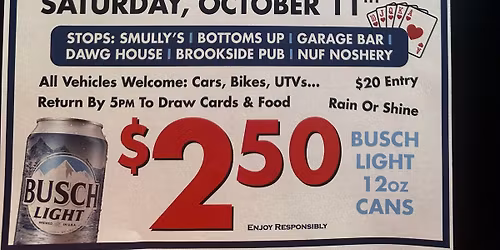 SATURDAY, OCTOBER 11TH
STOPS: SMULLY'S | BOTTOMS UP | GARAGE BAR |
DAWG HOUSE | BROOKSIDE PUB | NUF NOSHERY
All Vehicles Welcome: Cars, Bikes, UTVs...
$20 Entry
Return By 5PM To Draw Cards & Food
Rain Or Shine
$2.50
BUSCH
LIGHT
12oz
CANS
BUSCH
LIGHT
ENJOY RESPONSIBLY